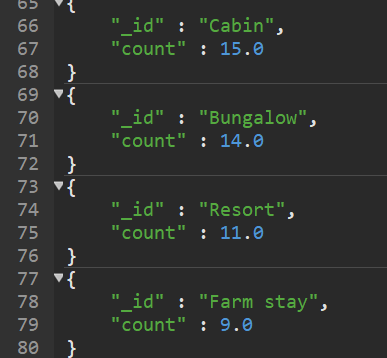 65 {
66 "_id" : "Cabin",
67 "count" : 15.0
68 }
69 {
70 "_id" : "Bungalow",
71 "count" : 14.0
72 }
73 {
74 "_id" : "Resort",
75 "count" : 11.0
76 }
77 {
78 "_id" : "Farm stay",
79 "count" : 9.0
80 }